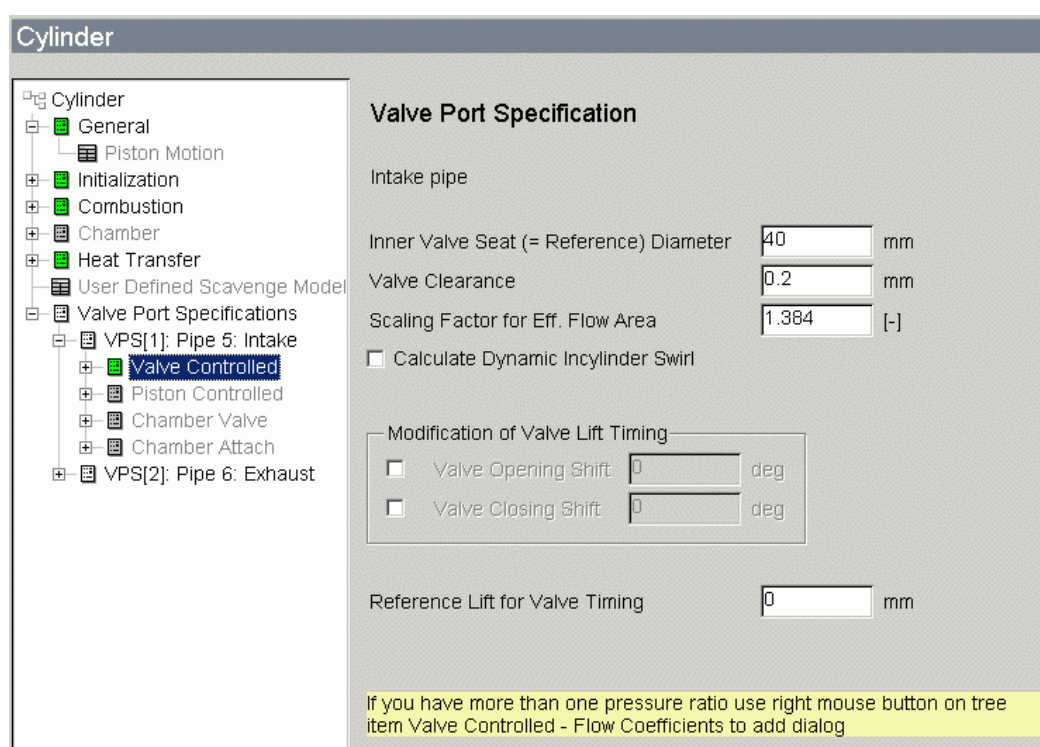 Cylinder
Cylinder
General
Piston Motion
Initialization
Combustion
Chamber
Heat Transfer
User Defined Scavenge Model
Valve Port Specifications
VPS[1]: Pipe 5: Intake
Valve Controlled
Piston Controlled
Chamber Valve
Chamber Attach
VPS[2]: Pipe 6: Exhaust
Valve Port Specification
Intake pipe
Inner Valve Seat (= Reference) Diameter 40 mm
Valve Clearance 0.2 mm
Scaling Factor for Eff. Flow Area 1.384 [-]
Calculate Dynamic Incylinder Swirl
Modification of Valve Lift Timing
Valve Opening Shift 0 deg
Valve Closing Shift 0 deg
Reference Lift for Valve Timing 0 mm
If you have more than one pressure ratio use right mouse button on tree
item Valve Controlled - Flow Coefficients to add dialog